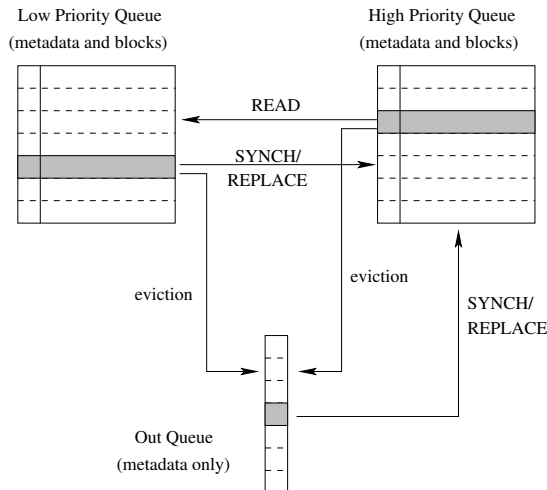 Low Priority Queue
(metadata and blocks)
High Priority Queue
(metadata and blocks)
READ
SYNCH/
REPLACE
eviction
eviction
SYNCH/
REPLACE
Out Queue
(metadata only)